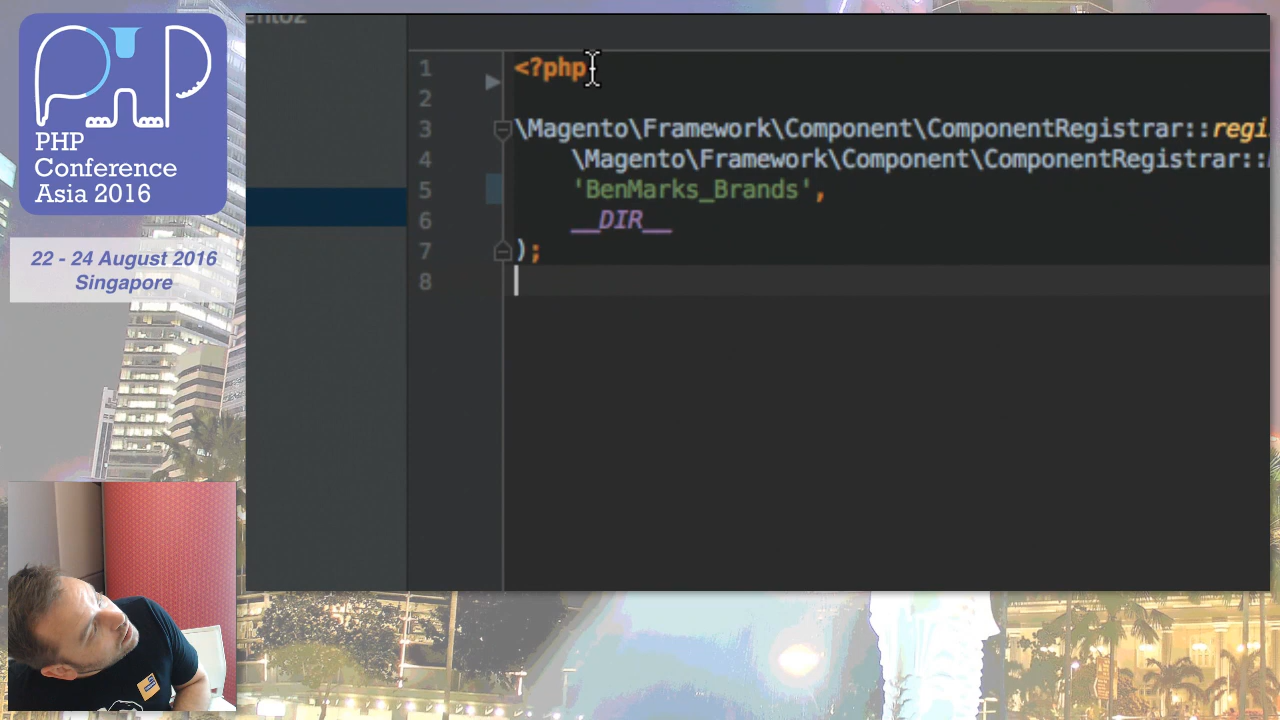 PHP
Conference
Asia 2016
22 - 24 August 2016
Singapore
1 <?php
2
3 \Magento\Framework\Component\ComponentRegistrar::regi
4 \Magento\Framework\Component\ComponentRegistrar::
5 'BenMarks_Brands',
6 __DIR__
7 );
8